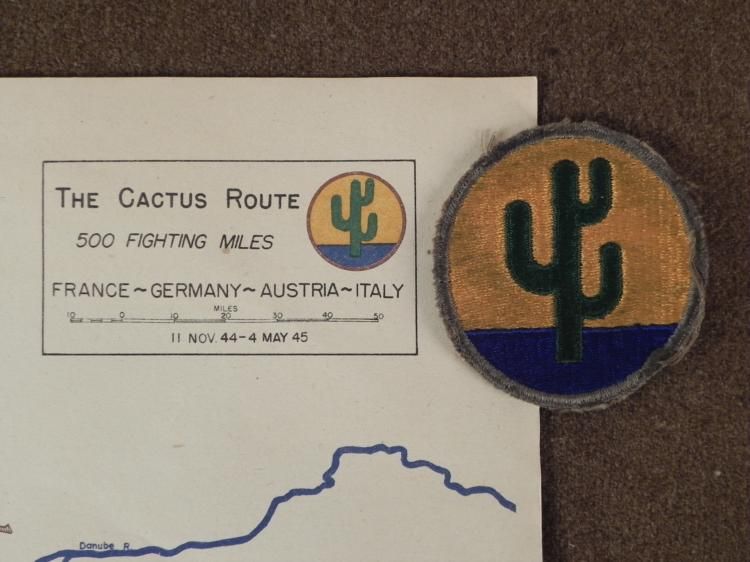 THE CACTUS ROUTE
500 FIGHTING MILES
FRANCE~GERMANY~AUSTRIA~ITALY
MILES
10 0 10 20 30 40 50
11 NOV. 44-4 MAY 45
Danube R.